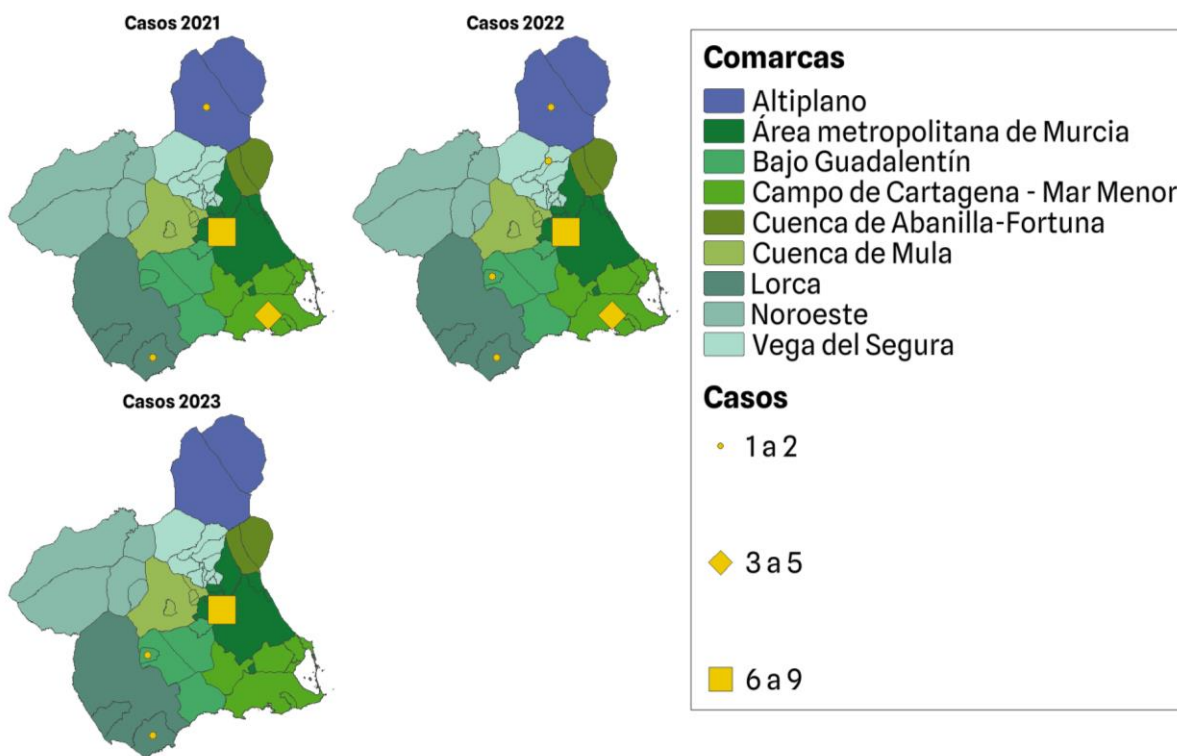 Casos 2021
Casos 2022
Casos 2023
Comarcas
Altiplano
Área metropolitana de Murcia
Bajo Guadalentín
Campo de Cartagena - Mar Menor
Cuenca de Abanilla-Fortuna
Cuenca de Mula
Lorca
Noroeste
Vega del Segura
Casos
1 a 2
3 a 5
6 a 9